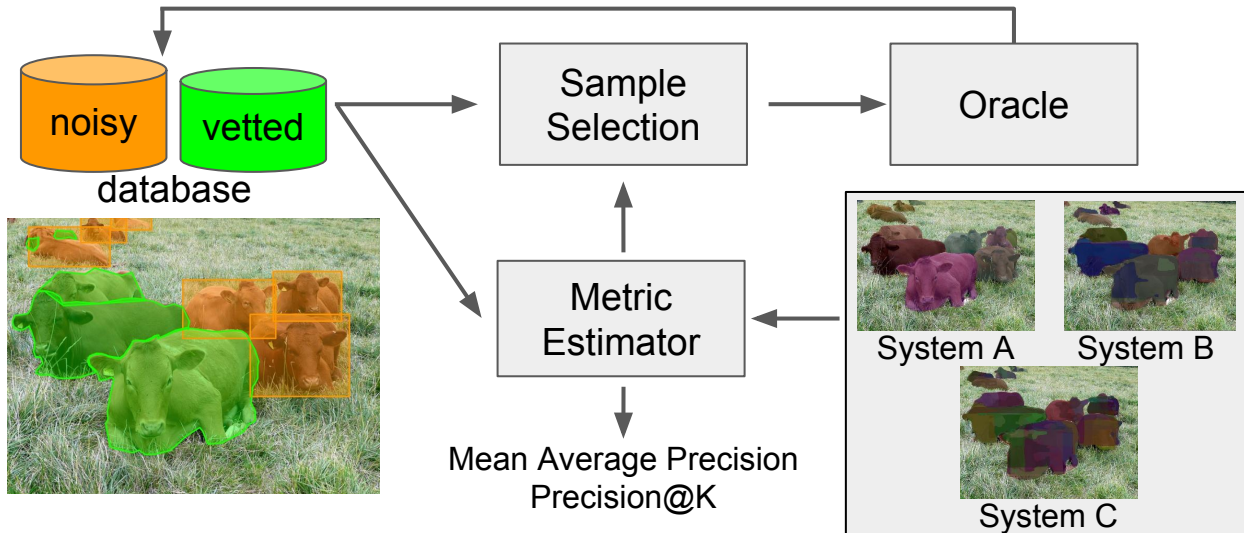 noisy
vetted
database
Sample
Selection
Oracle
Metric
Estimator
Mean Average Precision
Precision@K
System A
System B
System C